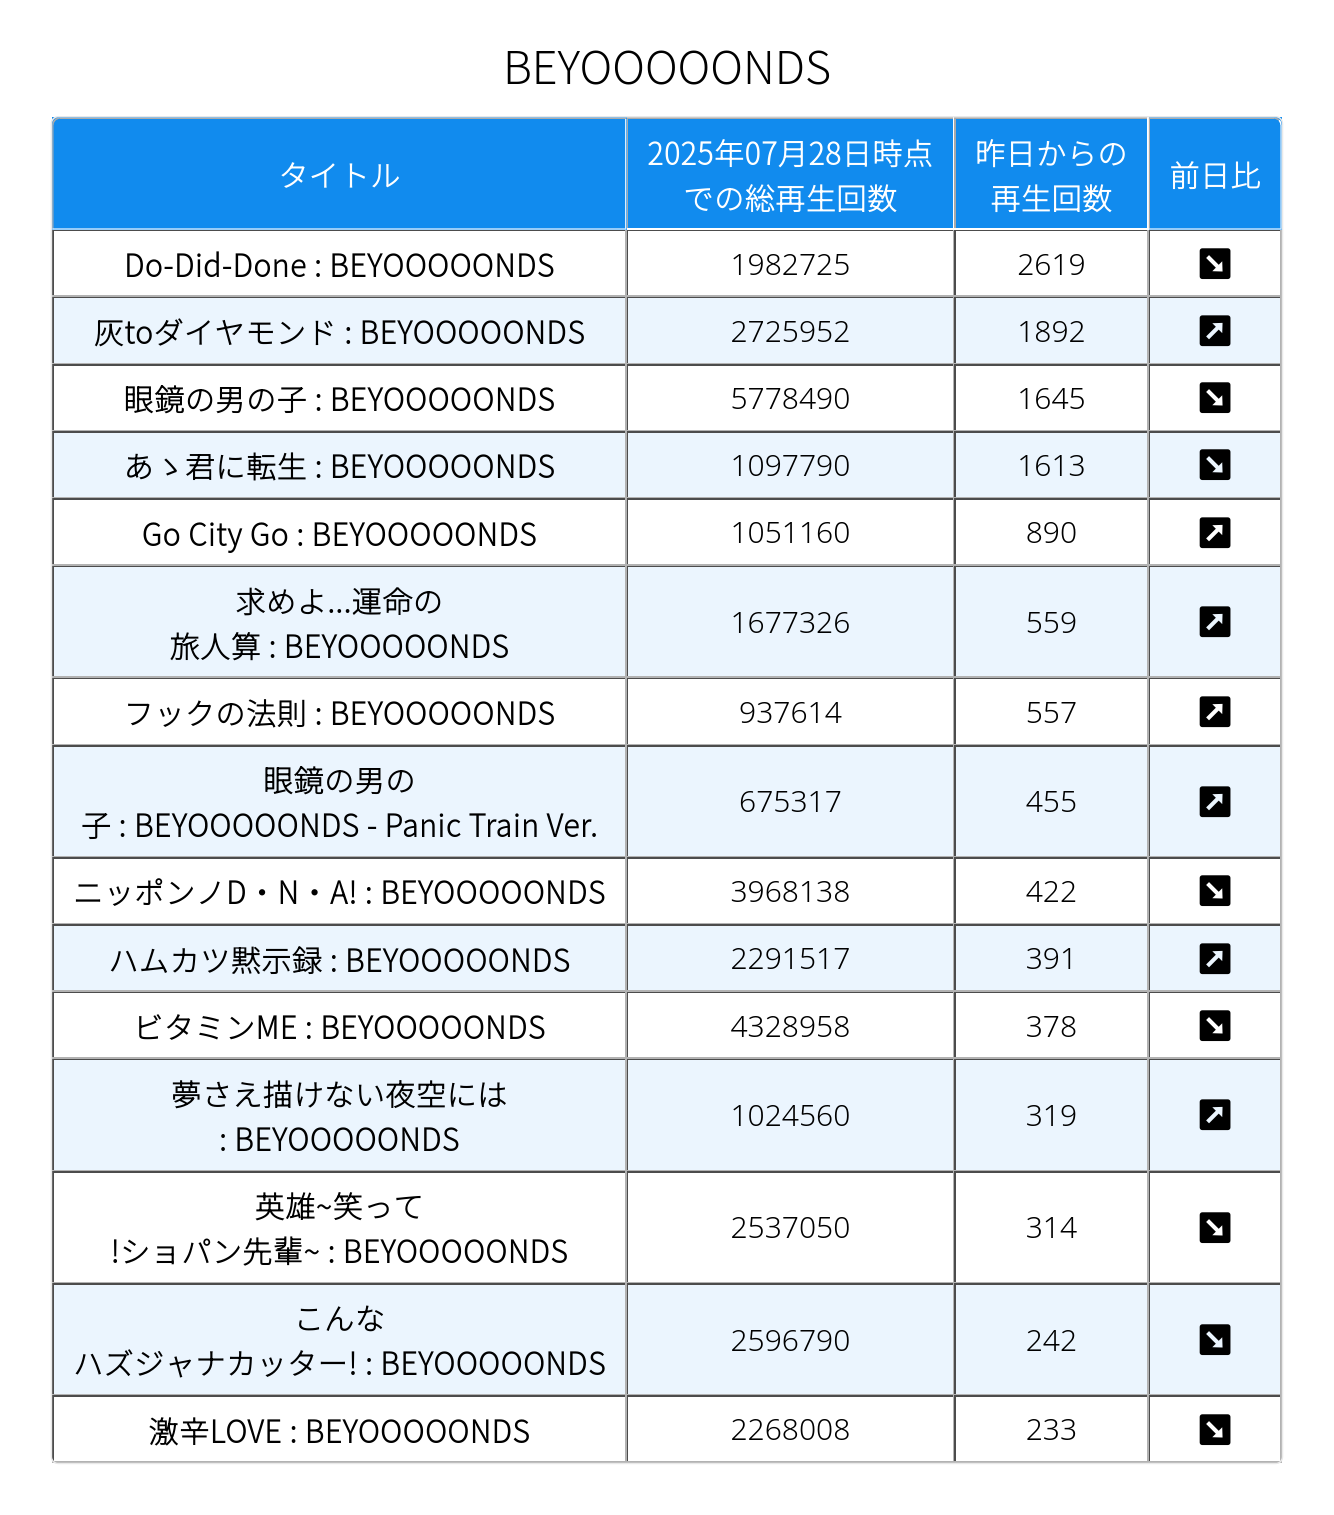 BEYOOOOONDS
タイトル
2025年07月28日時点
での総再生回数
昨日からの
再生回数
前日比
Do-Did-Done : BEYOOOOONDS 1982725 2619 ↘
灰toダイヤモンド : BEYOOOOONDS 2725952 1892 ↗
眼鏡の男の子 : BEYOOOOONDS 5778490 1645 ↘
あゝ君に転生 : BEYOOOOONDS 1097790 1613 ↘
Go City Go : BEYOOOOONDS 1051160 890 ↗
求めよ...運命の
旅人算 : BEYOOOOONDS 1677326 559 ↗
フックの法則 : BEYOOOOONDS 937614 557 ↗
眼鏡の男の
子 : BEYOOOOONDS - Panic Train Ver. 675317 455 ↗
ニッポンノD・N・A! : BEYOOOOONDS 3968138 422 ↘
ハムカツ黙示録 : BEYOOOOONDS 2291517 391 ↗
ビタミンME : BEYOOOOONDS 4328958 378 ↘
夢さえ描けない夜空には
: BEYOOOOONDS 1024560 319 ↗
英雄~笑って
!ショパン先輩~ : BEYOOOOONDS 2537050 314 ↘
こんな
ハズジャナカッター! : BEYOOOOONDS 2596790 242 ↘
激辛LOVE : BEYOOOOONDS 2268008 233 ↘